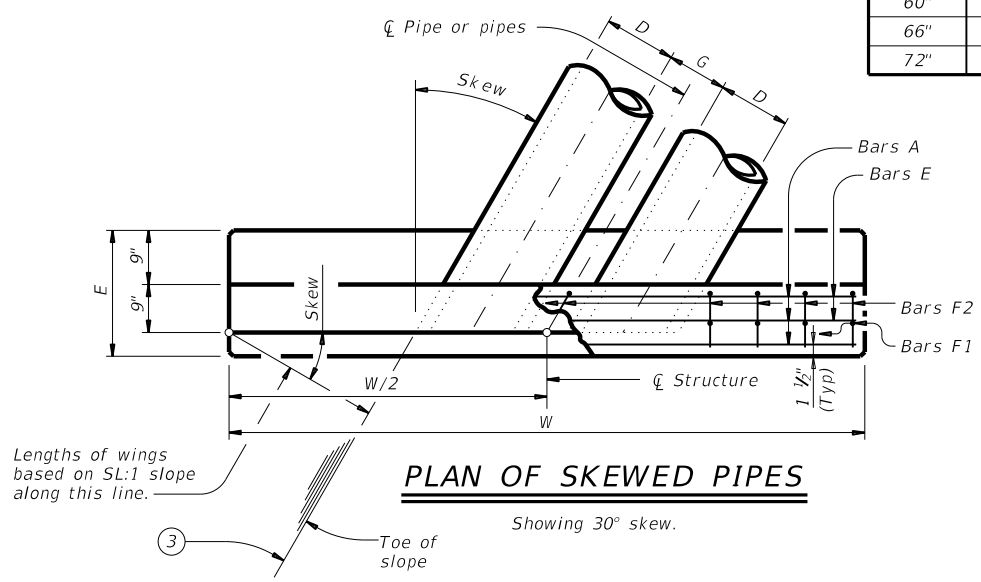 60"
66"
72"
℄ Pipe or pipes
D
G
D
Skew
Bars A
Bars E
E
9"
9"
Skew
Bars F2
Bars F1
1 ½"
(Typ)
W/2
℄ Structure
W
Lengths of wings
based on SL:1 slope
along this line.
PLAN OF SKEWED PIPES
Showing 30° skew.
3
Toe of
slope